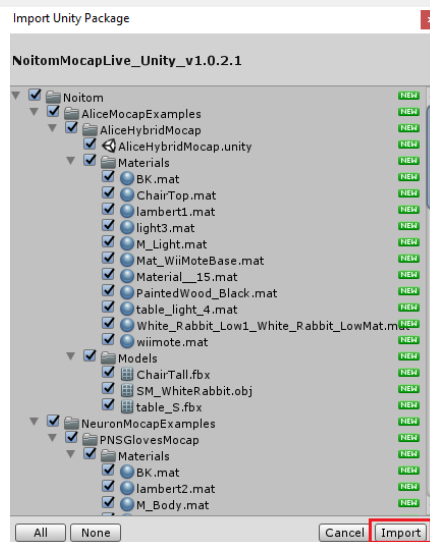 Import Unity Package
NoitomMocapLive_Unity_v1.0.2.1
Noitom NEW
AliceMocapExamples NEW
AliceHybridMocap NEW
AliceHybridMocap.unity NEW
Materials NEW
BK.mat NEW
ChairTop.mat NEW
lambert1.mat NEW
light3.mat NEW
M_Light.mat NEW
Mat_WiiMoteBase.mat NEW
Material__15.mat NEW
PaintedWood_Black.mat NEW
table_light_4.mat NEW
White_Rabbit_Low1_White_Rabbit_LowMat.m NEW
wiimote.mat NEW
Models NEW
ChairTall.fbx NEW
SM_WhiteRabbit.obj NEW
table_S.fbx NEW
NeuronMocapExamples NEW
PNSGlovesMocap NEW
Materials NEW
BK.mat NEW
lambert2.mat NEW
M_Body.mat NEW
All None Cancel Import